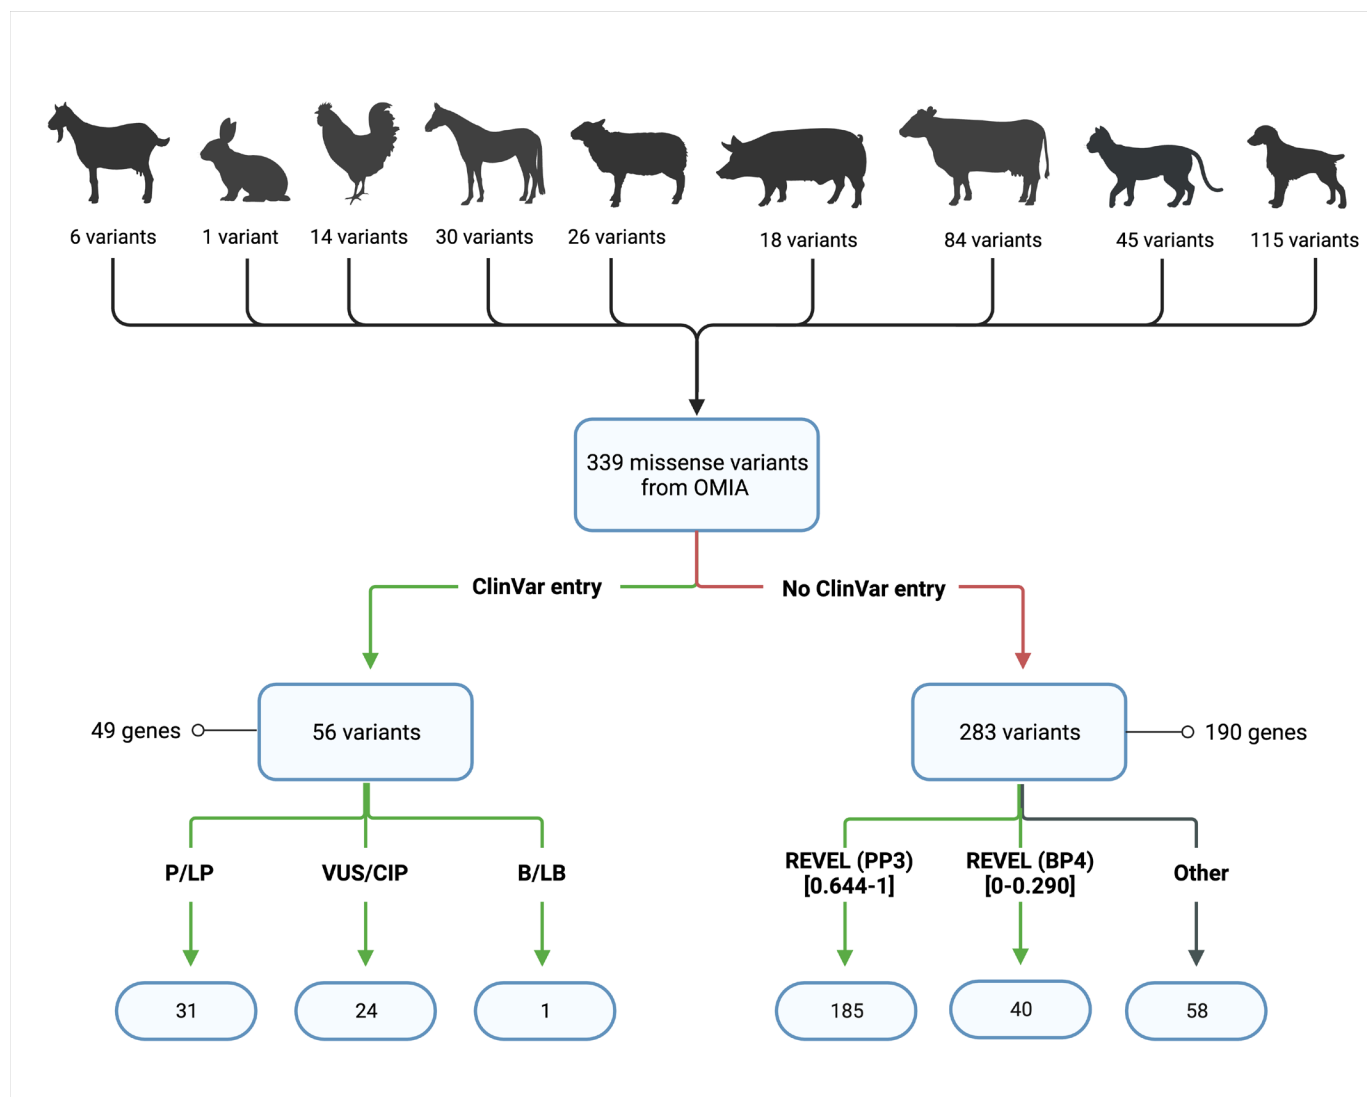 6 variants
1 variant
14 variants
30 variants
26 variants
18 variants
84 variants
45 variants
115 variants
339 missense variants
from OMIA
ClinVar entry
No ClinVar entry
49 genes
56 variants
283 variants
190 genes
P/LP
VUS/CIP
B/LB
REVEL (PP3)
[0.644-1]
REVEL (BP4)
[0-0.290]
Other
31
24
1
185
40
58